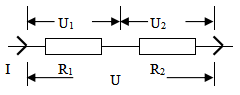 U₁ U₂
I R₁ U R₂